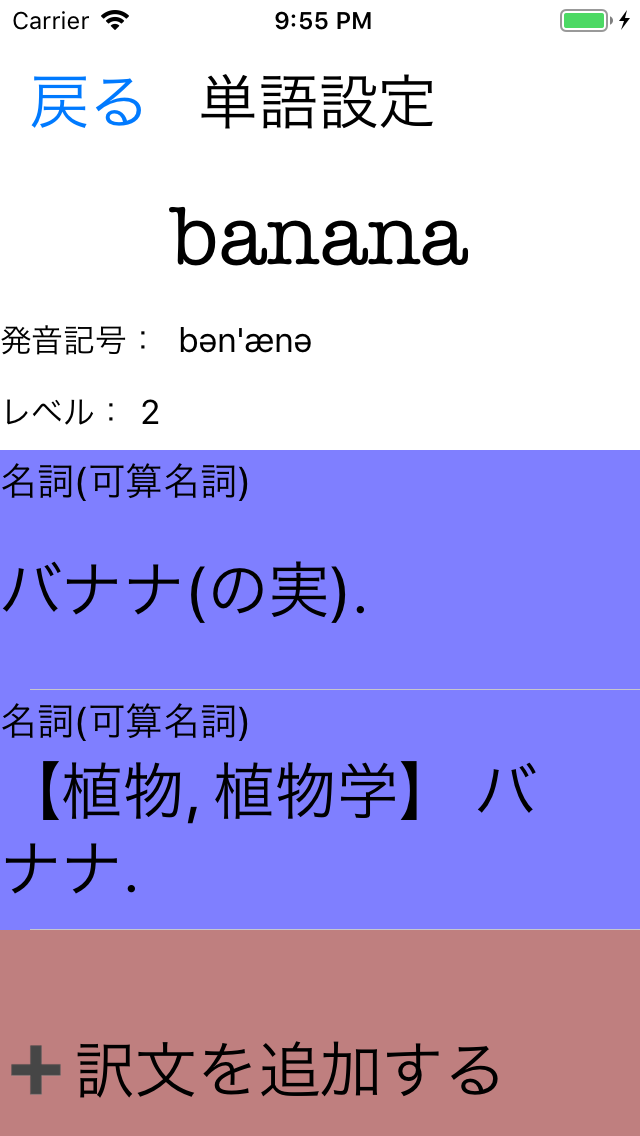 Carrier 9:55 PM
戻る 単語設定
banana
発音記号： bən'ænə
レベル： 2
名詞(可算名詞)
バナナ(の実).
名詞(可算名詞)
【植物, 植物学】 バ
ナナ.
+訳文を追加する